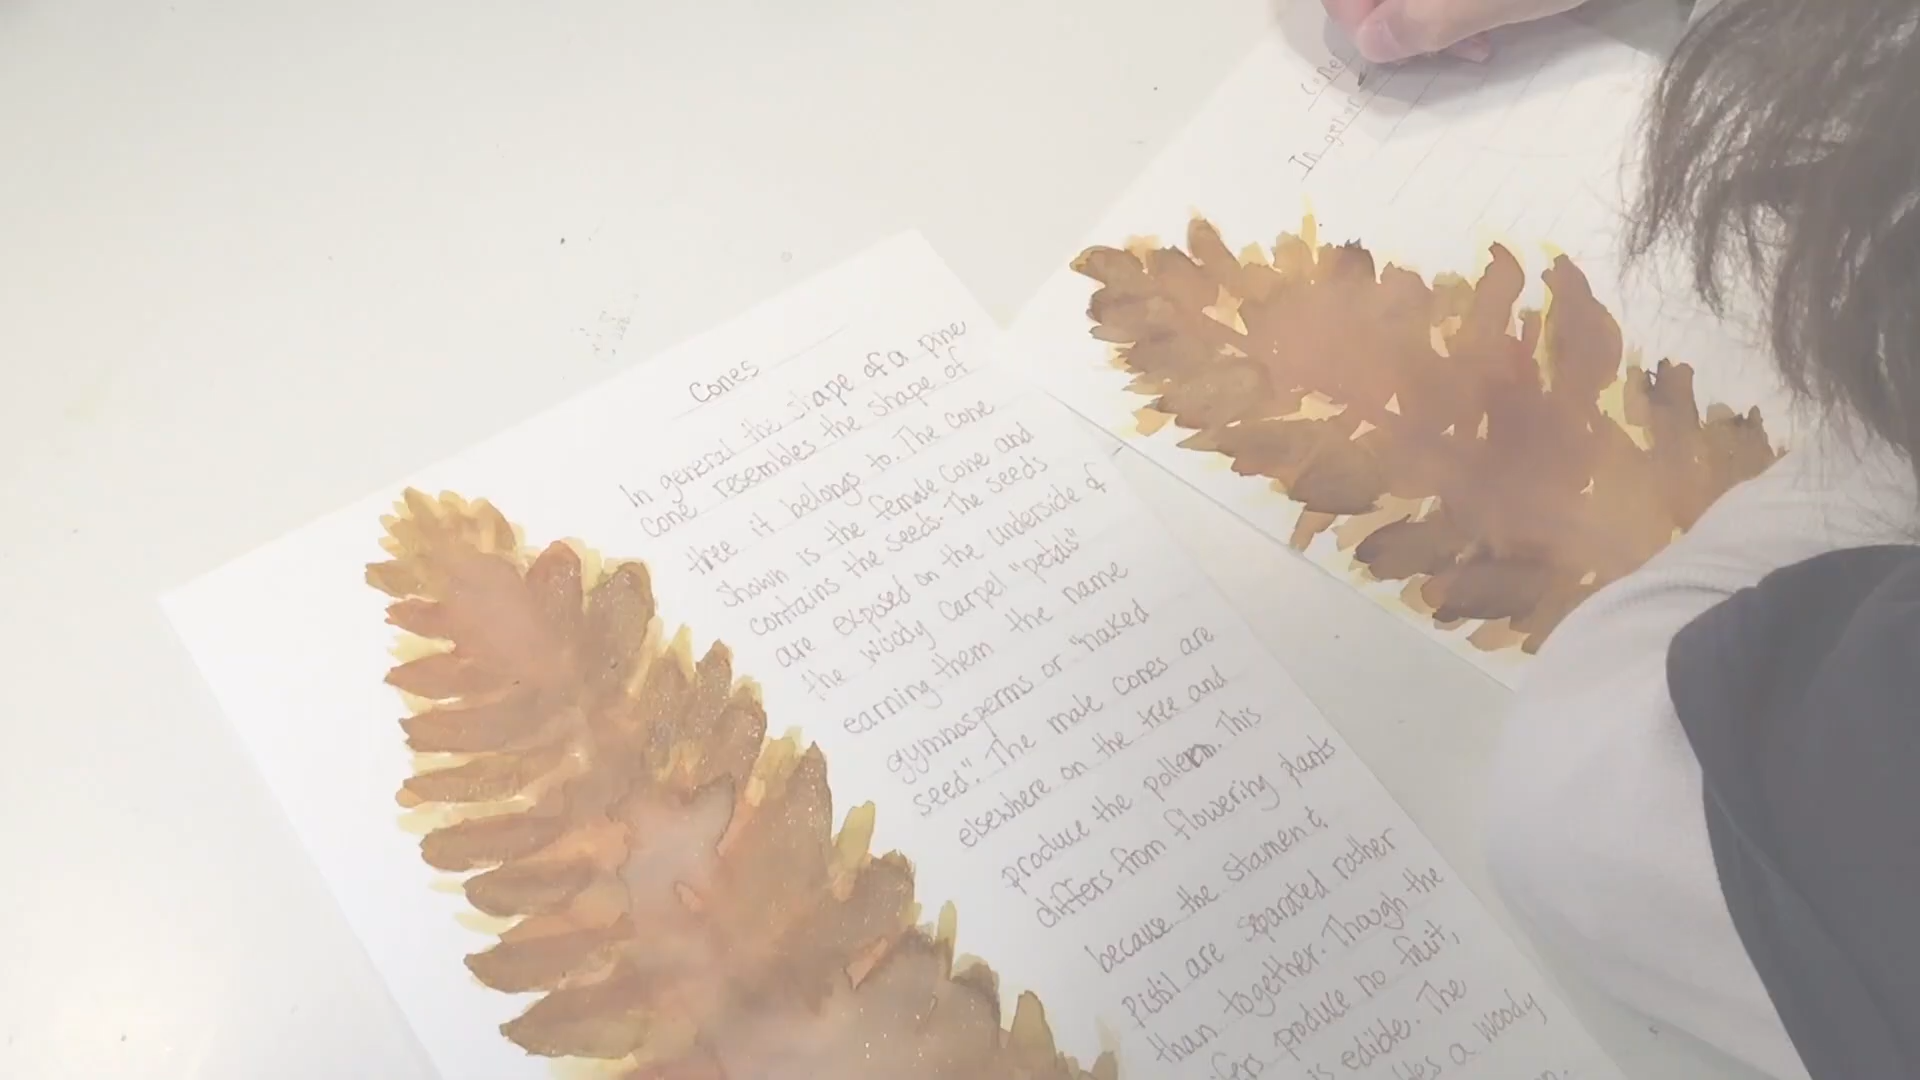 Cones
In general the shape of a pine
cone resembles the shape of
tree it belongs to. The cone
shown is the female cone and
contains the seeds. The seeds
are exposed on the underside of
the woody carpel "petals"
earning them the name
gymnosperms or "naked
seed". The male cones are
elsewhere on the tree and
produce the pollen. This
differs from flowering plants
because the stamen &
Pistil are separated rather
than together. Though the
produce no fruit,
is edible. The
a woody
Cone
In